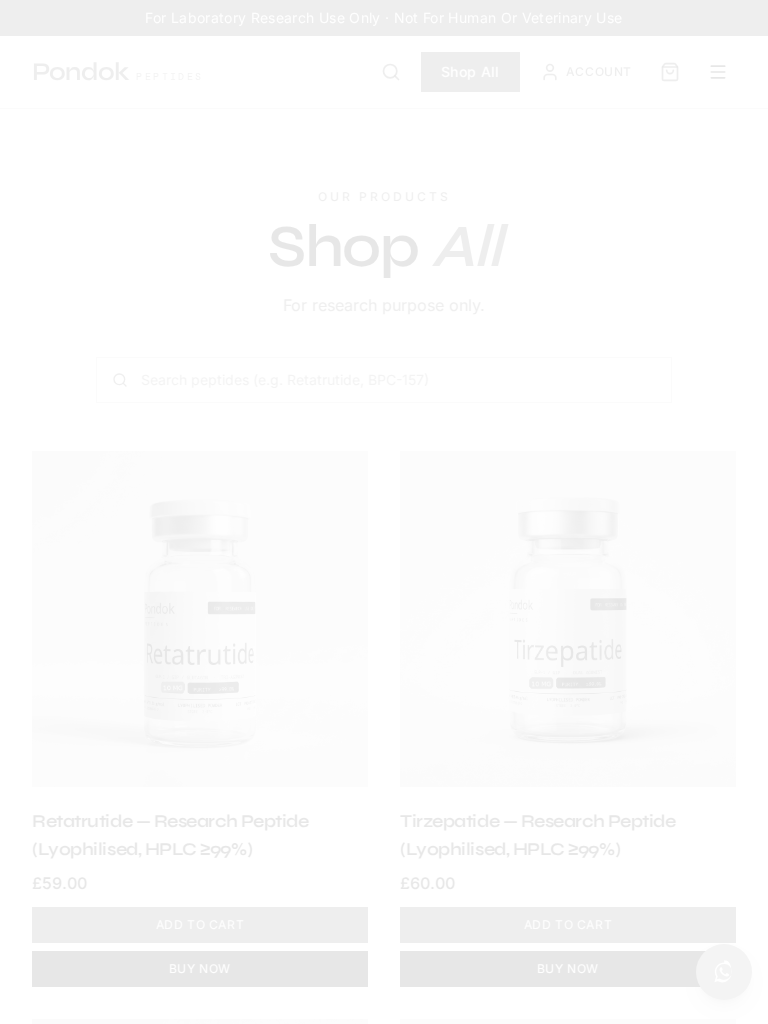 For Laboratory Research Use Only · Not For Human Or Veterinary Use
Pondok PEPTIDES
Shop All
ACCOUNT
OUR PRODUCTS
Shop All
For research purpose only.
Search peptides (e.g. Retatrutide, BPC-157)
Retatrutide
Tirzepatide
Retatrutide — Research Peptide
(Lyophilised, HPLC ≥99%)
£59.00
ADD TO CART
BUY NOW
Tirzepatide — Research Peptide
(Lyophilised, HPLC ≥99%)
£60.00
ADD TO CART
BUY NOW